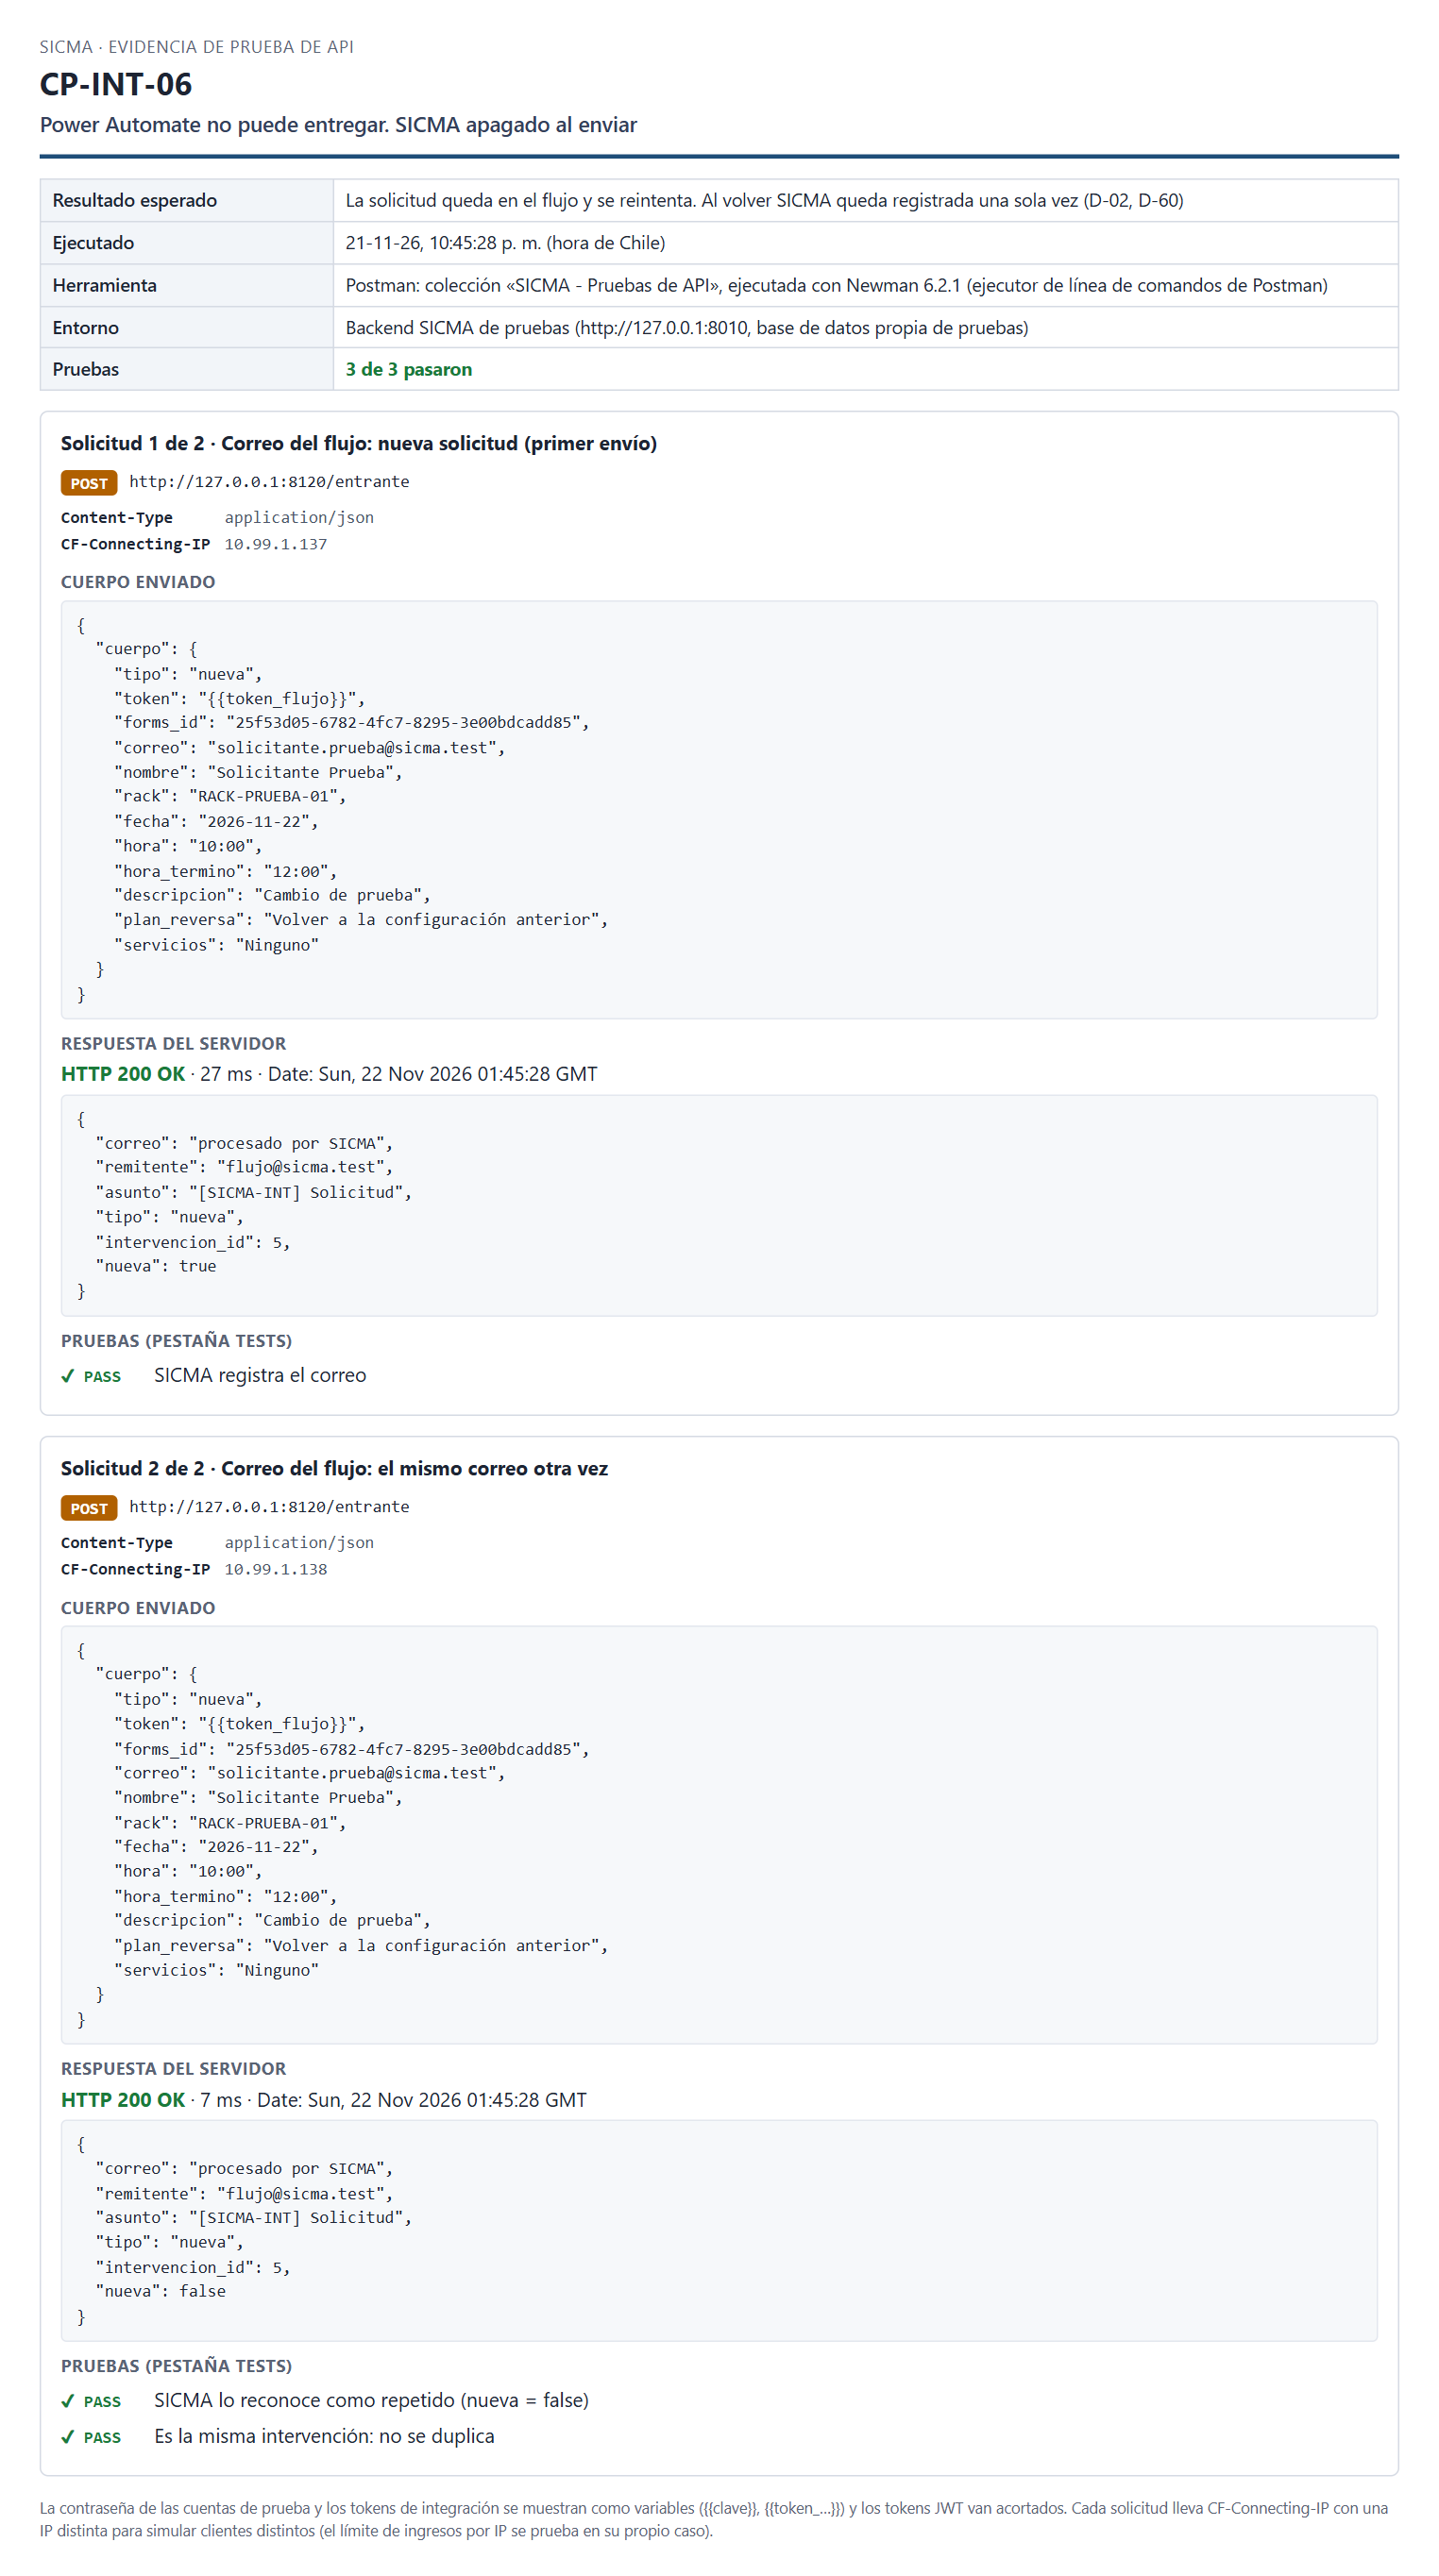 SICMA · EVIDENCIA DE PRUEBA DE API
CP-INT-06
Power Automate no puede entregar. SICMA apagado al enviar
Resultado esperado La solicitud queda en el flujo y se reintenta. Al volver SICMA queda registrada una sola vez (D-02, D-60)
Ejecutado 21-11-26, 10:45:28 p. m. (hora de Chile)
Herramienta Postman: colección «SICMA - Pruebas de API», ejecutada con Newman 6.2.1 (ejecutor de línea de comandos de Postman)
Entorno Backend SICMA de pruebas (http://127.0.0.1:8010, base de datos propia de pruebas)
Pruebas 3 de 3 pasaron
Solicitud 1 de 2 · Correo del flujo: nueva solicitud (primer envío)
POST http://127.0.0.1:8120/entrante
Content-Type application/json
CF-Connecting-IP 10.99.1.137
CUERPO ENVIADO
{
"cuerpo": {
"tipo": "nueva",
"token": "{{token_flujo}}",
"forms_id": "25f53d05-6782-4fc7-8295-3e00bdcadd85",
"correo": "solicitante.prueba@sicma.test",
"nombre": "Solicitante Prueba",
"rack": "RACK-PRUEBA-01",
"fecha": "2026-11-22",
"hora": "10:00",
"hora_termino": "12:00",
"descripcion": "Cambio de prueba",
"plan_reversa": "Volver a la configuración anterior",
"servicios": "Ninguno"
}
}
RESPUESTA DEL SERVIDOR
HTTP 200 OK · 27 ms · Date: Sun, 22 Nov 2026 01:45:28 GMT
{
"correo": "procesado por SICMA",
"remitente": "flujo@sicma.test",
"asunto": "[SICMA-INT] Solicitud",
"tipo": "nueva",
"intervencion_id": 5,
"nueva": true
}
PRUEBAS (PESTAÑA TESTS)
✔ PASS SICMA registra el correo
Solicitud 2 de 2 · Correo del flujo: el mismo correo otra vez
POST http://127.0.0.1:8120/entrante
Content-Type application/json
CF-Connecting-IP 10.99.1.138
CUERPO ENVIADO
{
"cuerpo": {
"tipo": "nueva",
"token": "{{token_flujo}}",
"forms_id": "25f53d05-6782-4fc7-8295-3e00bdcadd85",
"correo": "solicitante.prueba@sicma.test",
"nombre": "Solicitante Prueba",
"rack": "RACK-PRUEBA-01",
"fecha": "2026-11-22",
"hora": "10:00",
"hora_termino": "12:00",
"descripcion": "Cambio de prueba",
"plan_reversa": "Volver a la configuración anterior",
"servicios": "Ninguno"
}
}
RESPUESTA DEL SERVIDOR
HTTP 200 OK · 7 ms · Date: Sun, 22 Nov 2026 01:45:28 GMT
{
"correo": "procesado por SICMA",
"remitente": "flujo@sicma.test",
"asunto": "[SICMA-INT] Solicitud",
"tipo": "nueva",
"intervencion_id": 5,
"nueva": false
}
PRUEBAS (PESTAÑA TESTS)
✔ PASS SICMA lo reconoce como repetido (nueva = false)
✔ PASS Es la misma intervención: no se duplica
La contraseña de las cuentas de prueba y los tokens de integración se muestran como variables ({{clave}}, {{token_...}}) y los tokens JWT van acortados. Cada solicitud lleva CF-Connecting-IP con una
IP distinta para simular clientes distintos (el límite de ingresos por IP se prueba en su propio caso).